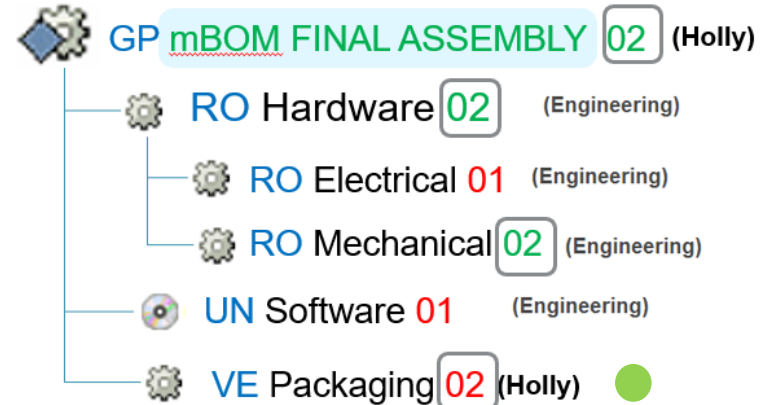 GP mBOM FINAL ASSEMBLY 02 (Holly)
RO Hardware 02 (Engineering)
RO Electrical 01 (Engineering)
RO Mechanical 02 (Engineering)
UN Software 01 (Engineering)
VE Packaging 02 (Holly)